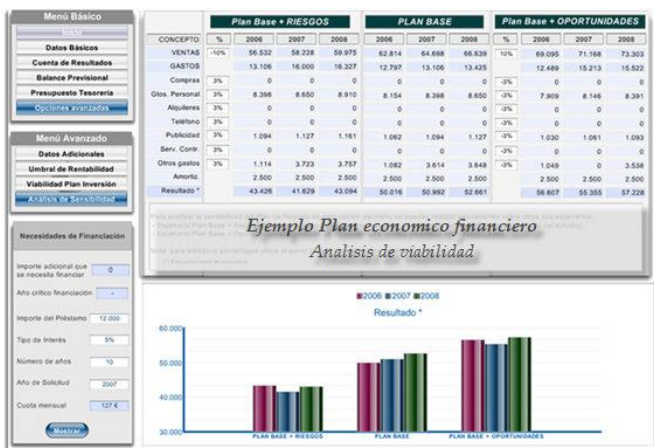 Menú Básico
Inicio
Datos Básicos
Cuenta de Resultados
Balance Previsional
Presupuesto Tesorería
Opciones avanzadas
Menú Avanzado
Datos Adicionales
Umbral de Rentabilidad
Viabilidad Plan Inversión
Análisis de Sensibilidad
Necesidades de Financiación
Importe adicional que se necesita financiar 0
Año crítico financiación -
Importe del Préstamo 12.000
Tipo de Interés 5%
Número de años 10
Año de Solicitud 2007
Cuota mensual 127 €
Mostrar
Plan Base + RIESGOS PLAN BASE Plan Base + OPORTUNIDADES
CONCEPTO % 2006 2007 2008 2006 2007 2008 % 2006 2007 2008
VENTAS -10% 56.532 58.228 59.975 62.814 64.698 66.639 10% 69.095 71.168 73.303
GASTOS 13.106 16.000 16.327 12.797 13.106 13.425 12.489 15.213 15.522
Compras 3% 0 0 0 0 0 0 -3% 0 0 0
Gtos. Personal 3% 8.398 8.650 8.910 8.154 8.398 8.650 -3% 7.909 8.146 8.391
Alquileres 3% 0 0 0 0 0 0 -3% 0 0 0
Teléfono 3% 0 0 0 0 0 0 -3% 0 0 0
Publicidad 3% 1.094 1.127 1.161 1.062 1.094 1.127 -3% 1.030 1.061 1.093
Serv. Contr. 3% 0 0 0 0 0 0 -3% 0 0 0
Otros gastos 3% 1.114 3.723 3.757 1.082 3.614 3.648 -3% 1.049 0 3.538
Amortiz. 2.500 2.500 2.500 2.500 2.500 2.500 2.500 2.500 2.500
Resultado * 43.426 41.629 43.094 50.016 50.992 52.661 56.607 55.355 57.228
Ejemplo Plan economico financiero
Analisis de viabilidad
2006 2007 2008
Resultado *
60.000
50.000
40.000
30.000
PLAN BASE + RIESGOS PLAN BASE PLAN BASE + OPORTUNIDADES